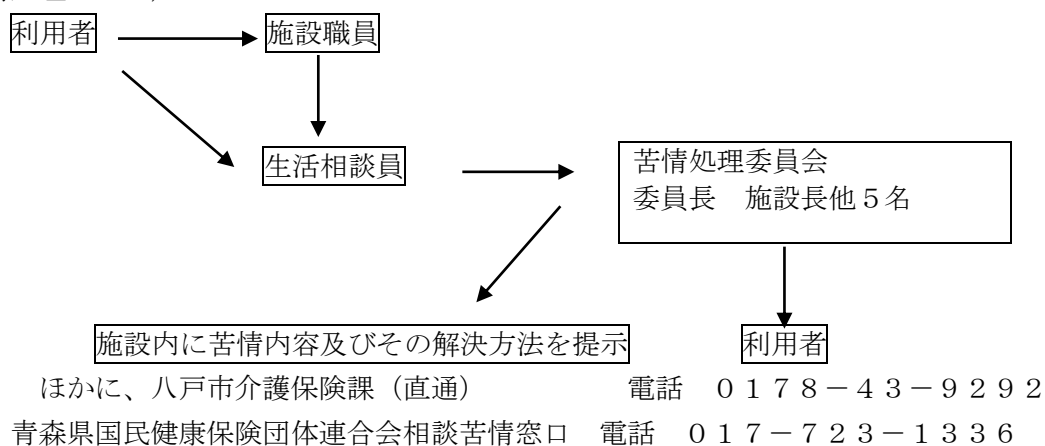 利用者
施設職員
生活相談員
苦情処理委員会
委員長　施設長他５名
施設内に苦情内容及びその解決方法を提示
利用者
ほかに、八戸市介護保険課（直通）　電話　０１７８－４３－９２９２
青森県国民健康保険団体連合会相談苦情窓口　電話　０１７－７２３－１３３６